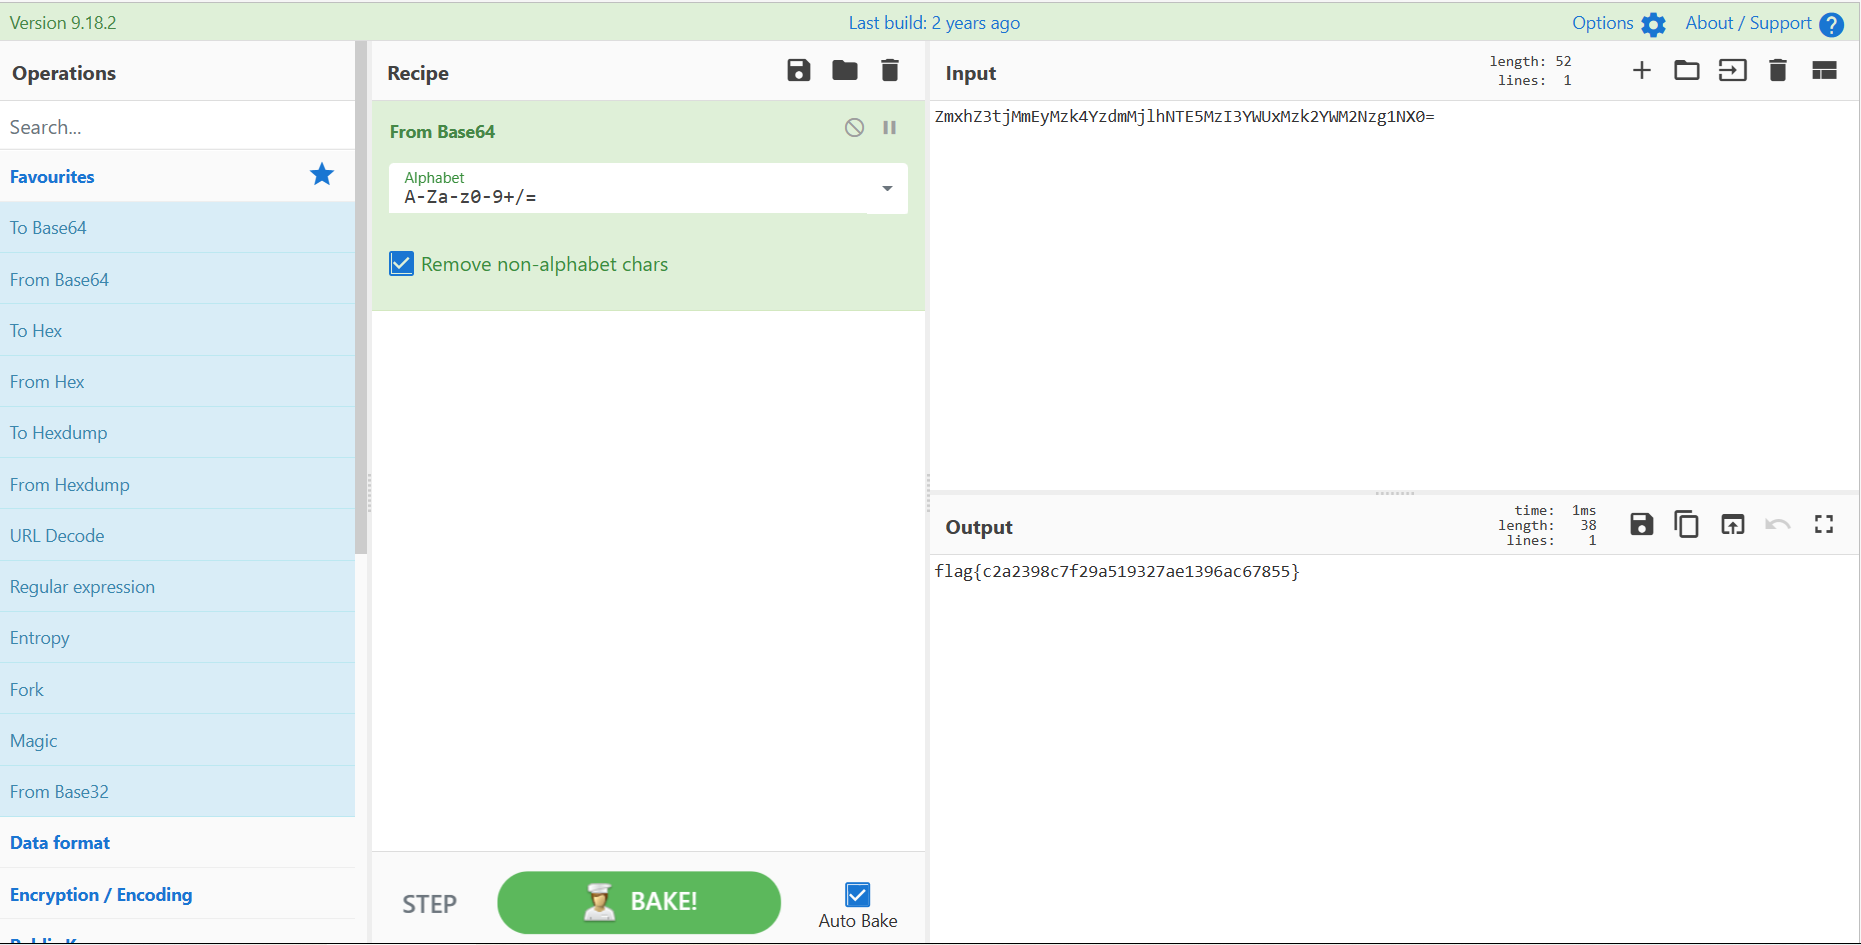 Version 9.18.2
Last build: 2 years ago
Options
About / Support
Operations
Search...
Favourites
To Base64
From Base64
To Hex
From Hex
To Hexdump
From Hexdump
URL Decode
Regular expression
Entropy
Fork
Magic
From Base32
Data format
Encryption / Encoding
Recipe
From Base64
Alphabet
A-Za-z0-9+/=
Remove non-alphabet chars
STEP
BAKE!
Auto Bake
Input
length: 52
lines: 1
ZmxhZ3tjMmEyMzk4YzdmMjlhNTE5MzI3YWUxMzk2YWM2Nzg1NX0=
Output
time: 1ms
length: 38
lines: 1
flag{c2a2398c7f29a519327ae1396ac67855}